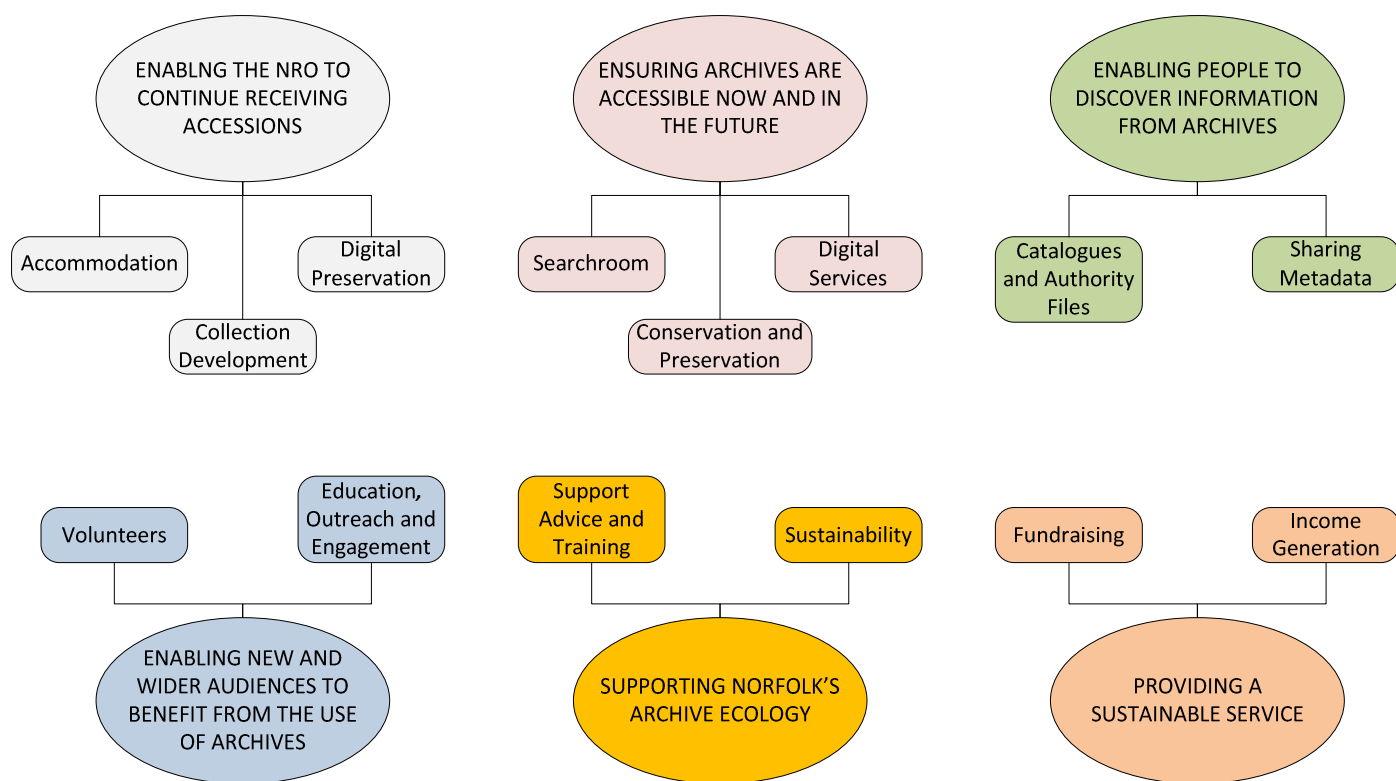 ENABLNG THE NRO TO
CONTINUE RECEIVING
ACCESSIONS
Accommodation
Collection
Development
Digital
Preservation
ENSURING ARCHIVES ARE
ACCESSIBLE NOW AND IN
THE FUTURE
Searchroom
Conservation and
Preservation
Digital
Services
ENABLING PEOPLE TO
DISCOVER INFORMATION
FROM ARCHIVES
Catalogues
and Authority
Files
Sharing
Metadata
Volunteers
Education,
Outreach and
Engagement
ENABLING NEW AND
WIDER AUDIENCES TO
BENEFIT FROM THE USE
OF ARCHIVES
Support
Advice and
Training
Sustainability
SUPPORTING NORFOLK’S
ARCHIVE ECOLOGY
Fundraising
Income
Generation
PROVIDING A
SUSTAINABLE SERVICE